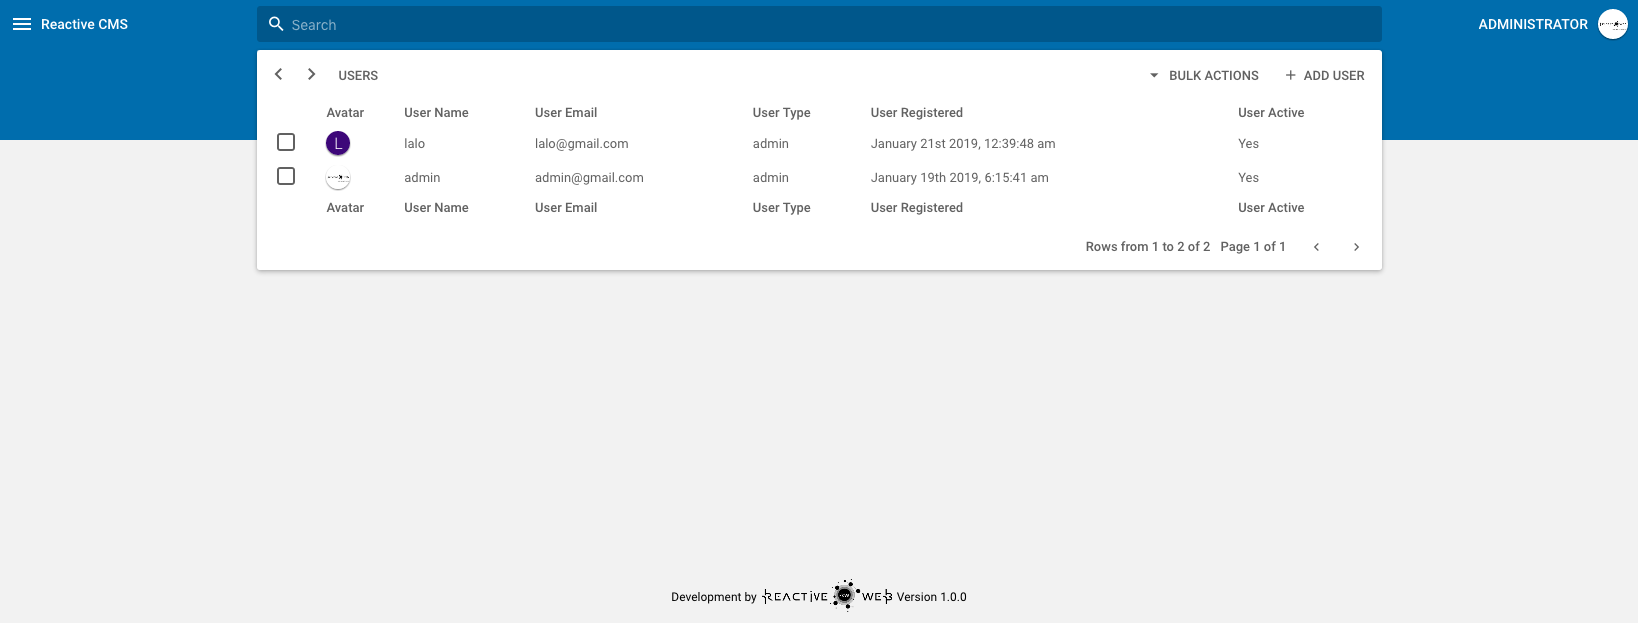 Reactive CMS
Search
ADMINISTRATOR
USERS
BULK ACTIONS
ADD USER
Avatar User Name User Email User Type User Registered User Active
L lalo lalo@gmail.com admin January 21st 2019, 12:39:48 am Yes
admin admin@gmail.com admin January 19th 2019, 6:15:41 am Yes
Avatar User Name User Email User Type User Registered User Active
Rows from 1 to 2 of 2 Page 1 of 1
Development by REACTIVE WEB Version 1.0.0